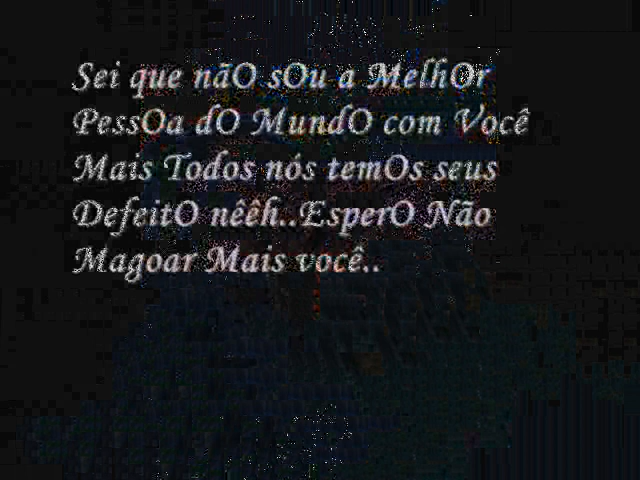 Sei que nãO sOu a MelhOr
PessOa dO MundO com Você
Mais Todos nós temOs seus
DefeitO nêêh..EsperO Não
Magoar Mais você..